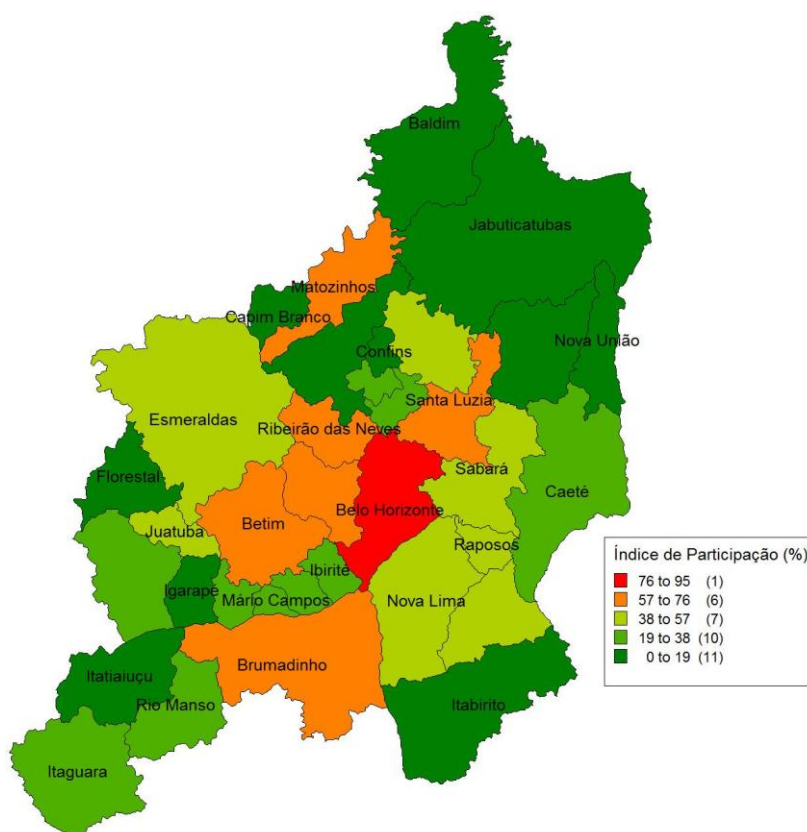 Baldim
Jabuticatubas
Matozinhos
Capim Branco
Nova União
Confins
Santa Luzia
Esmeraldas
Ribeirão das Neves
Sabará
Florestal
Caeté
Betim
Belo Horizonte
Juatuba
Raposos
Ibirité
Igarapé
Mário Campos
Nova Lima
Brumadinho
Itatiaiuçu
Rio Manso
Itabirito
Itaguara
Índice de Participação (%)
76 to 95 (1)
57 to 76 (6)
38 to 57 (7)
19 to 38 (10)
0 to 19 (11)